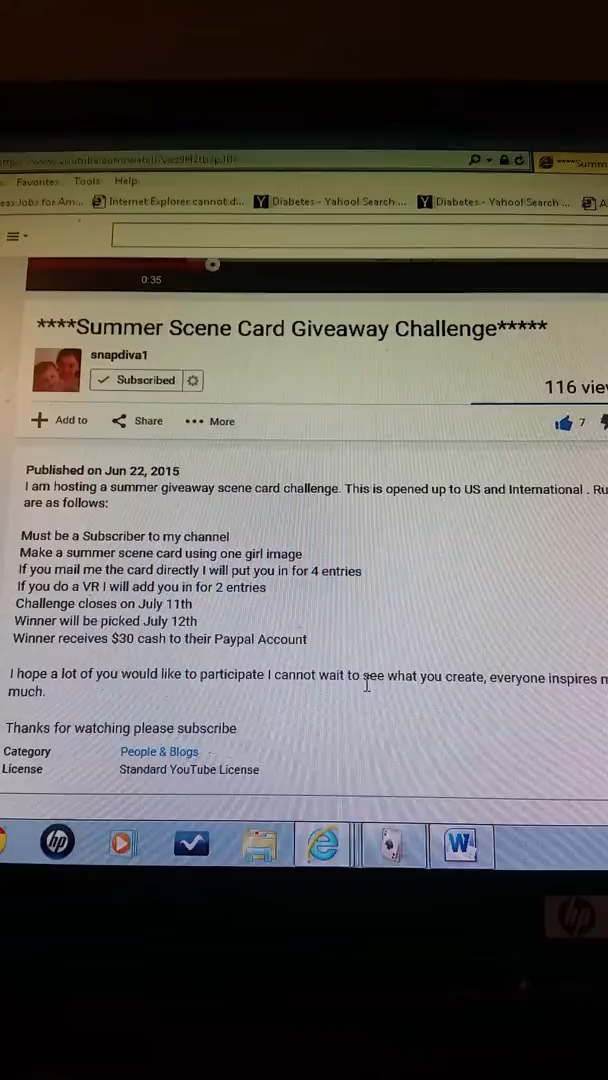 Favorites Tools Help
Jobs for Am... Internet Explorer cannot d... Diabetes - Yahoo! Search ... Diabetes - Yahoo! Search ...
0:35
****Summer Scene Card Giveaway Challenge*****
snapdiva1
Subscribed
116 vie
Add to Share More 7
Published on Jun 22, 2015
I am hosting a summer giveaway scene card challenge. This is opened up to US and International . Ru
are as follows:
Must be a Subscriber to my channel
Make a summer scene card using one girl image
If you mail me the card directly I will put you in for 4 entries
If you do a VR I will add you in for 2 entries
Challenge closes on July 11th
Winner will be picked July 12th
Winner receives $30 cash to their Paypal Account
I hope a lot of you would like to participate I cannot wait to see what you create, everyone inspires m
much.
Thanks for watching please subscribe
Category People & Blogs
License Standard YouTube License
hp
W
hp